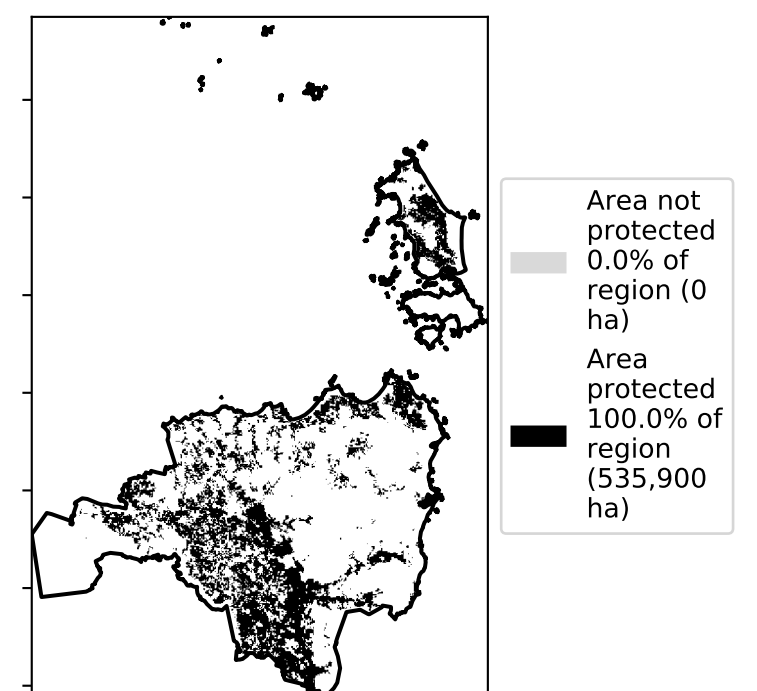 Area not
protected
0.0% of
region (0
ha)
Area
protected
100.0% of
region
(535,900
ha)